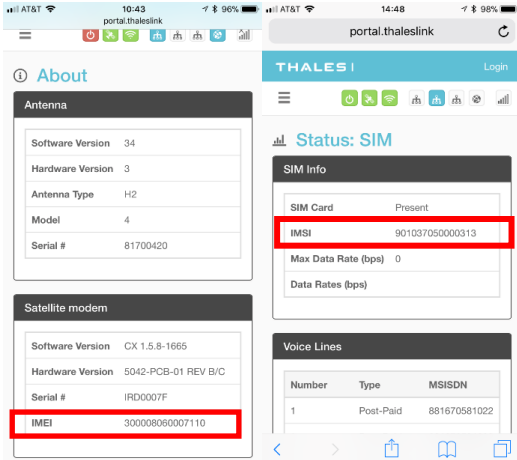 AT&T 10:43 96%
portal.thaleslink
About
Antenna
Software Version 34
Hardware Version 3
Antenna Type H2
Model 4
Serial # 81700420
Satellite modem
Software Version CX 1.5.8-1665
Hardware Version 5042-PCB-01 REV B/C
Serial # IRD0007F
IMEI 300008060007110
AT&T 14:48 98%
portal.thaleslink
THALES
Login
Status: SIM
SIM Info
SIM Card Present
IMSI 901037050000313
Max Data Rate (bps) 0
Data Rates (bps)
Voice Lines
Number Type MSISDN
1 Post-Paid 881670581022